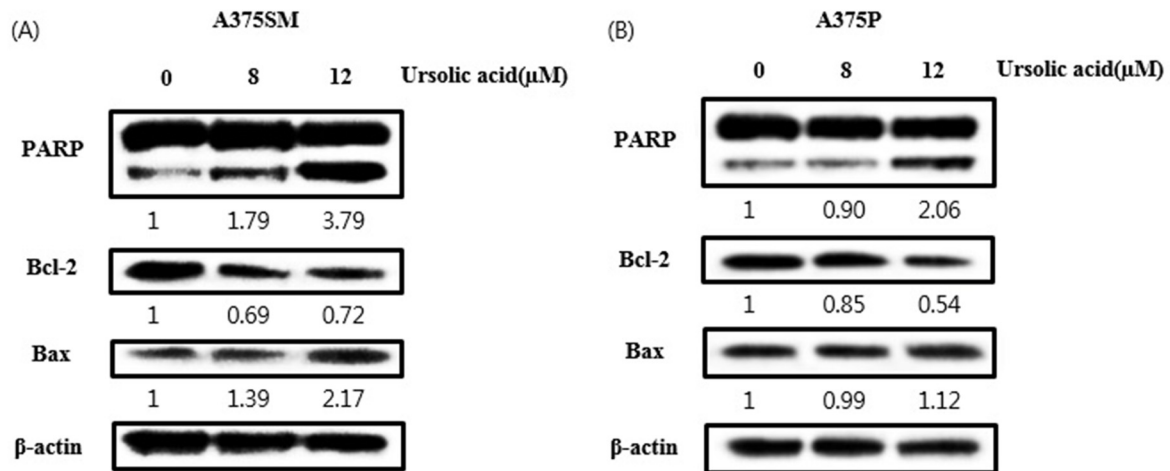 (A)
A375SM
0 8 12 Ursolic acid(µM)
PARP
1 1.79 3.79
Bcl-2
1 0.69 0.72
Bax
1 1.39 2.17
β-actin
(B)
A375P
0 8 12 Ursolic acid(µM)
PARP
1 0.90 2.06
Bcl-2
1 0.85 0.54
Bax
1 0.99 1.12
β-actin